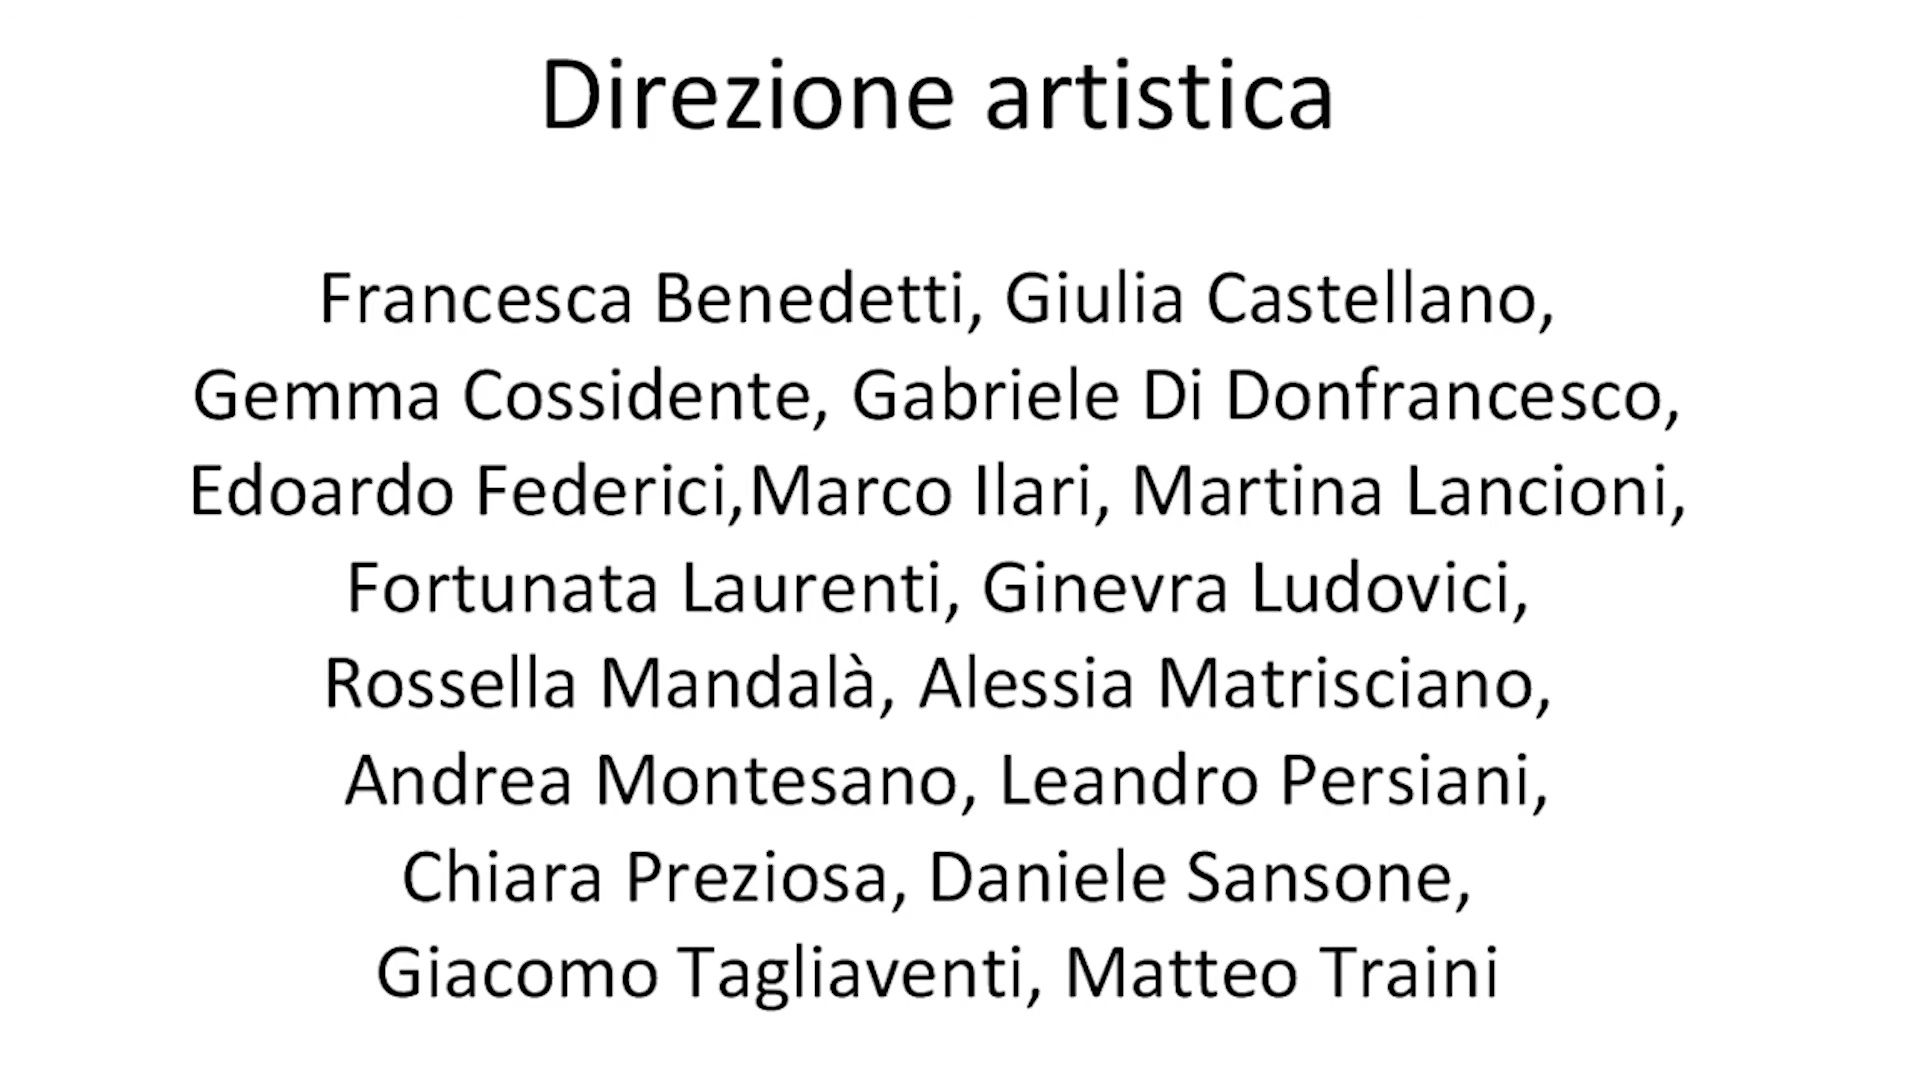 Direzione artistica
Francesca Benedetti, Giulia Castellano,
Gemma Cossidente, Gabriele Di Donfrancesco,
Edoardo Federici,Marco Ilari, Martina Lancioni,
Fortunata Laurenti, Ginevra Ludovici,
Rossella Mandalà, Alessia Matrisciano,
Andrea Montesano, Leandro Persiani,
Chiara Preziosa, Daniele Sansone,
Giacomo Tagliaventi, Matteo Traini